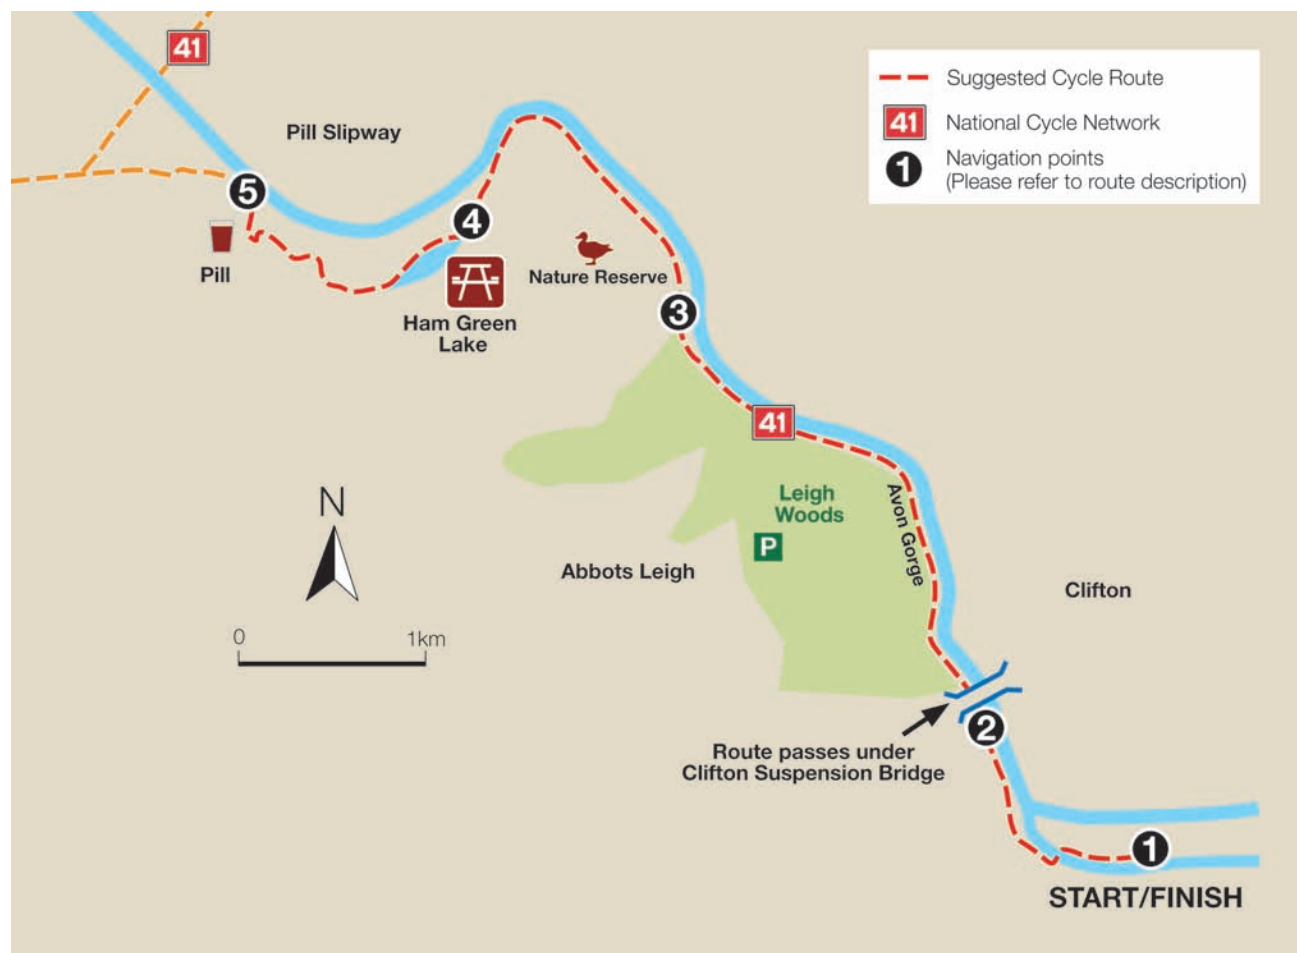 41
Suggested Cycle Route
41
National Cycle Network
1
Navigation points
(Please refer to route description)
Pill Slipway
5
4
Pill
Nature Reserve
Ham Green
Lake
3
41
Leigh
Woods
P
Avon Gorge
N
Abbots Leigh
Clifton
0
1km
2
Route passes under
Clifton Suspension Bridge
1
START/FINISH